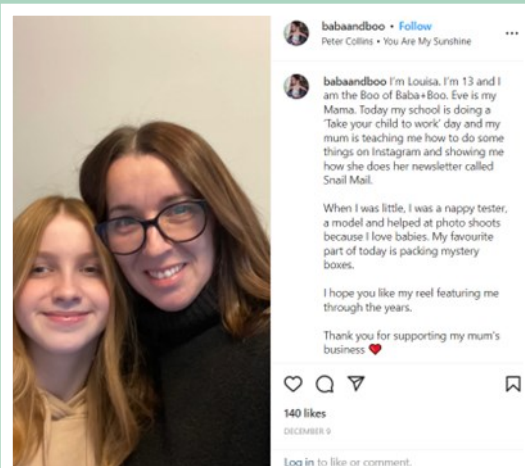 babaandboo • Follow
Peter Collins • You Are My Sunshine
babaandboo I'm Louisa. I'm 13 and I
am the Boo of Baba+Boo. Eve is my
Mama. Today my school is doing a
'Take your child to work' day and my
mum is teaching me how to do some
things on Instagram and showing me
how she does her newsletter called
Snail Mail.
When I was little, I was a nappy tester,
a model and helped at photo shoots
because I love babies. My favourite
part of today is packing mystery
boxes.
I hope you like my reel featuring me
through the years.
Thank you for supporting my mum's
business ❤️
140 likes
DECEMBER 9
Log in to like or comment.